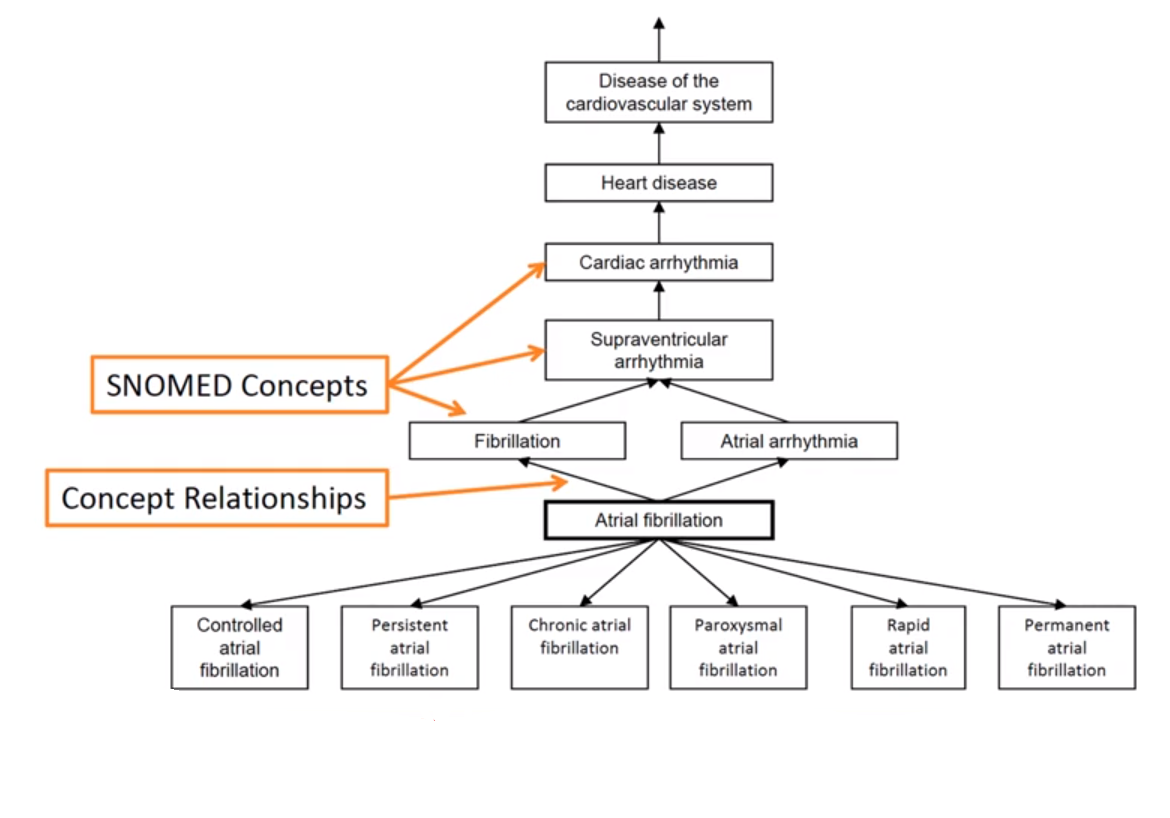 Disease of the
cardiovascular system
Heart disease
Cardiac arrhythmia
Supraventricular
arrhythmia
SNOMED Concepts
Fibrillation
Atrial arrhythmia
Concept Relationships
Atrial fibrillation
Controlled
atrial
fibrillation
Persistent
atrial
fibrillation
Chronic atrial
fibrillation
Paroxysmal
atrial
fibrillation
Rapid
atrial
fibrillation
Permanent
atrial
fibrillation